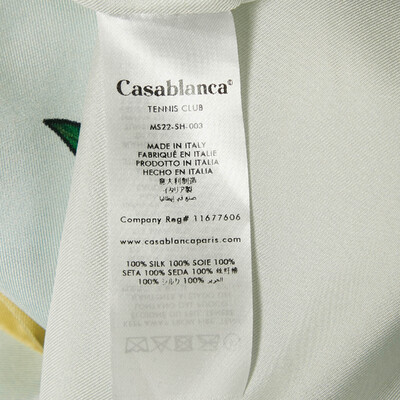 Casablanca©
TENNIS CLUB
MS22-SH-003
MADE IN ITALY
FABRIQUÉ EN ITALIE
PRODOTTO IN ITALIA
HECHO EN ITALIA
意大利制造
イタリア製
صنع في إيطاليا
Company Reg# 11677606
www.casablancaparis.com
100% SILK 100% SOIE 100%
SETA 100% SEDA 100% 丝纤维
100% シルク 100% الحرير